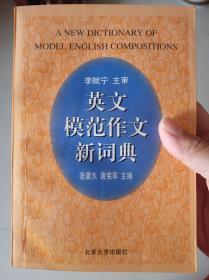 A NEW DICTIONARY OF
MODEL ENGLISH COMPOSITIONS
李赋宁 主审
英文
模范作文
新词典
张震久 袁宪军 主编
北京大学出版社